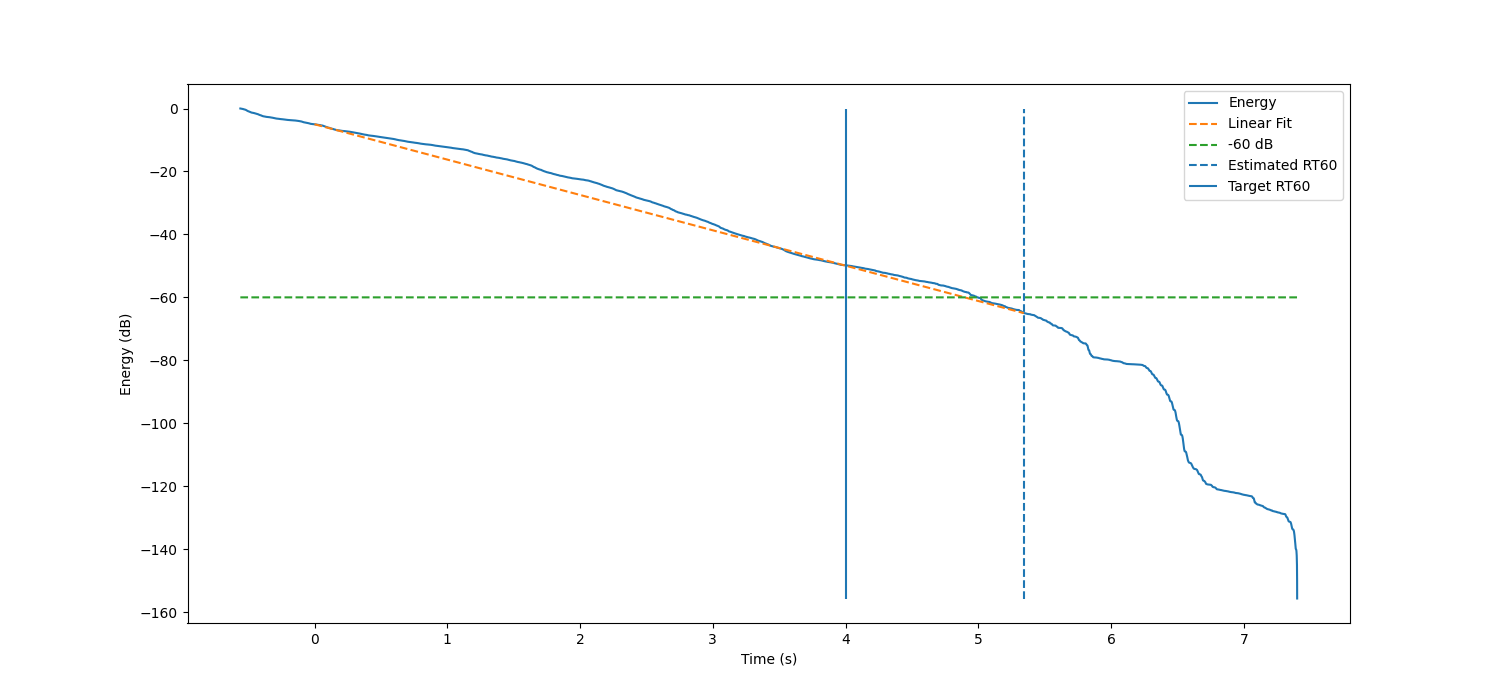 Energy
Linear Fit
-60 dB
Estimated RT60
Target RT60
0
−20
−40
−60
−80
−100
−120
−140
−160
Energy (dB)
0 1 2 3 4 5 6 7
Time (s)